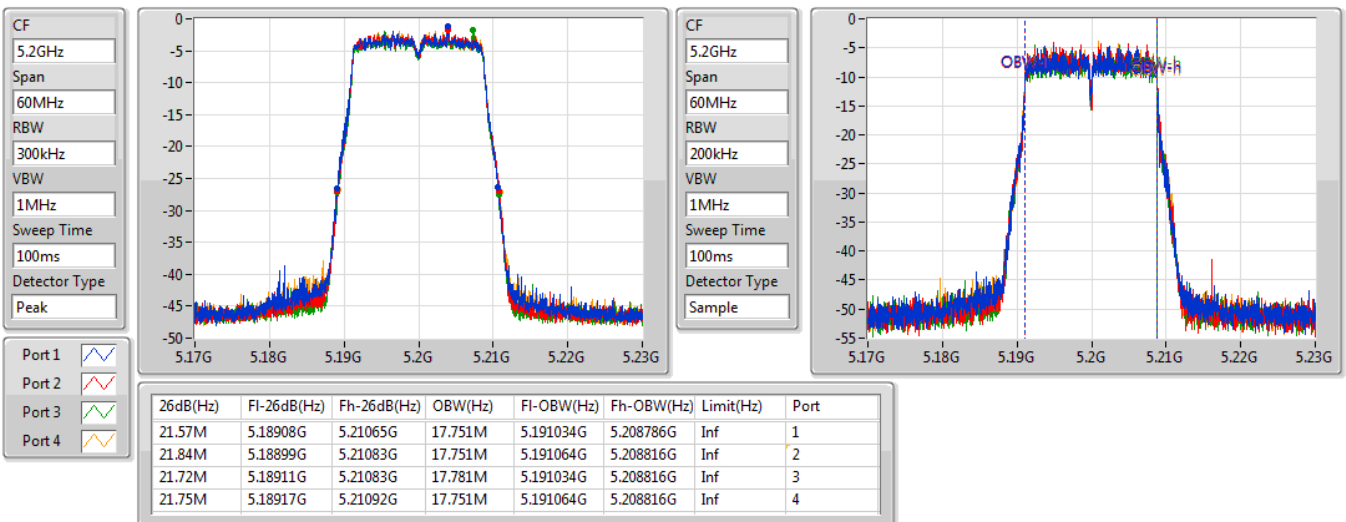 CF
5.2GHz
Span
60MHz
RBW
300kHz
VBW
1MHz
Sweep Time
100ms
Detector Type
Peak
0
-5
-10
-15
-20
-25
-30
-35
-40
-45
-50
5.17G 5.18G 5.19G 5.2G 5.21G 5.22G 5.23G
CF
5.2GHz
Span
60MHz
RBW
200kHz
VBW
1MHz
Sweep Time
100ms
Detector Type
Sample
0
-5
-10
-15
-20
-25
-30
-35
-40
-45
-50
-55
OBW-h
5.17G 5.18G 5.19G 5.2G 5.21G 5.22G 5.23G
Port 1
Port 2
Port 3
Port 4
26dB(Hz) Fl-26dB(Hz) Fh-26dB(Hz) OBW(Hz) Fl-OBW(Hz) Fh-OBW(Hz) Limit(Hz) Port
21.57M 5.18908G 5.21065G 17.751M 5.191034G 5.208786G Inf 1
21.84M 5.18899G 5.21083G 17.751M 5.191064G 5.208816G Inf 2
21.72M 5.18911G 5.21083G 17.781M 5.191034G 5.208816G Inf 3
21.75M 5.18917G 5.21092G 17.751M 5.191064G 5.208816G Inf 4